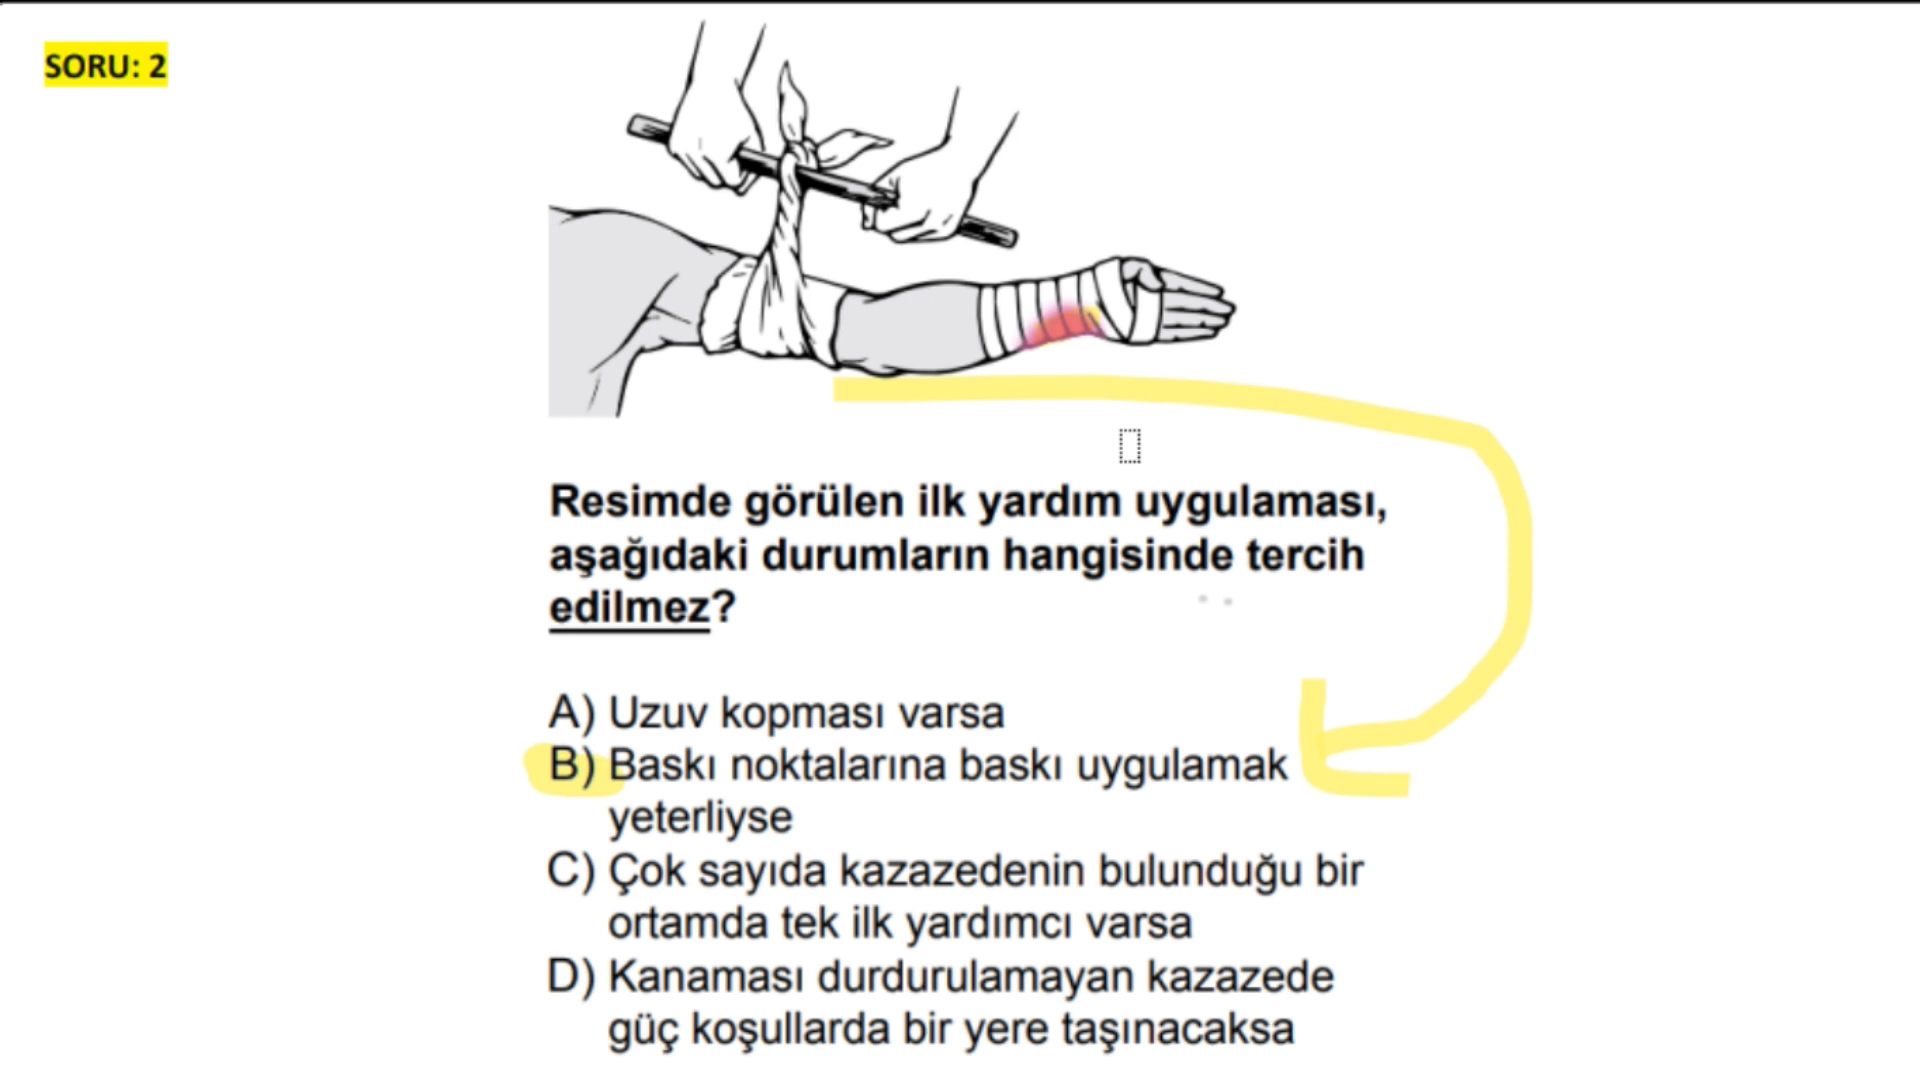 SORU: 2
Resimde görülen ilk yardım uygulaması,
aşağıdaki durumların hangisinde tercih
edilmez?
A) Uzuv kopması varsa
B) Baskı noktalarına baskı uygulamak
yeterliyse
C) Çok sayıda kazazedenin bulunduğu bir
ortamda tek ilk yardımcı varsa
D) Kanaması durdurulamayan kazazede
güç koşullarda bir yere taşınacaksa